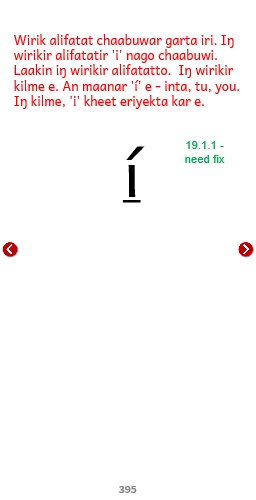 Wirik alifatat chaabuwar garta iri. Iŋ
wirikir alifatatir 'i' nago chaabuwi.
Laakin iŋ wirikir alifatatto.  Iŋ wirikir
kilme e. An maanar 'í' e - inta, tu, you.
Iŋ kilme, 'i' kheet eriyekta kar e.
19.1.1 -
need fix
í̱
395